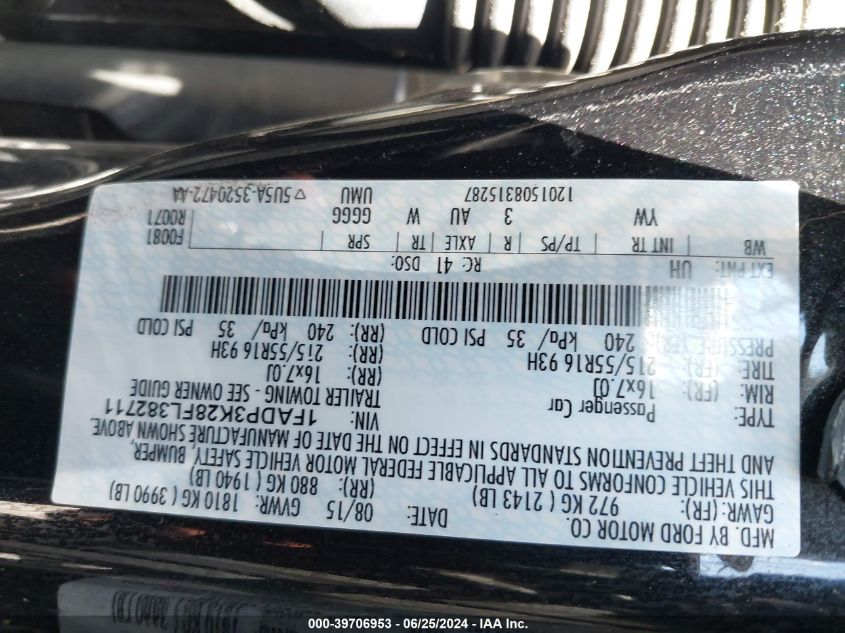 MFD. BY FORD MOTOR CO.
DATE: 08/15 GVWR: 1810 KG ( 3990 LB)
GAWR: (FR): 972 KG ( 2143 LB) (RR): 880 KG ( 1940 LB)
THIS VEHICLE CONFORMS TO ALL APPLICABLE FEDERAL MOTOR VEHICLE SAFETY, BUMPER,
AND THEFT PREVENTION STANDARDS IN EFFECT ON THE DATE OF MANUFACTURE SHOWN ABOVE.
VIN: 1FADP3K28FL382711
TYPE: Passenger Car TRAILER TOWING - SEE OWNER GUIDE
RIM: (FR): 16x7.0J (RR): 16x7.0J
TIRE: (FR): 215/55R16 93H (RR): 215/55R16 93H
PRESSURE 240 kPa/ 35 PSI COLD (RR): 240 kPa/ 35 PSI COLD
EXT PNT: UH RC: 41 DSO:
WB INT TR TP/PS R AXLE TR SPR F0081
YW 3 AU W GGGG R0071
1201508315287 UMU 5U5A-3520472-AA
000-39706953 - 06/25/2024 - IAA Inc.